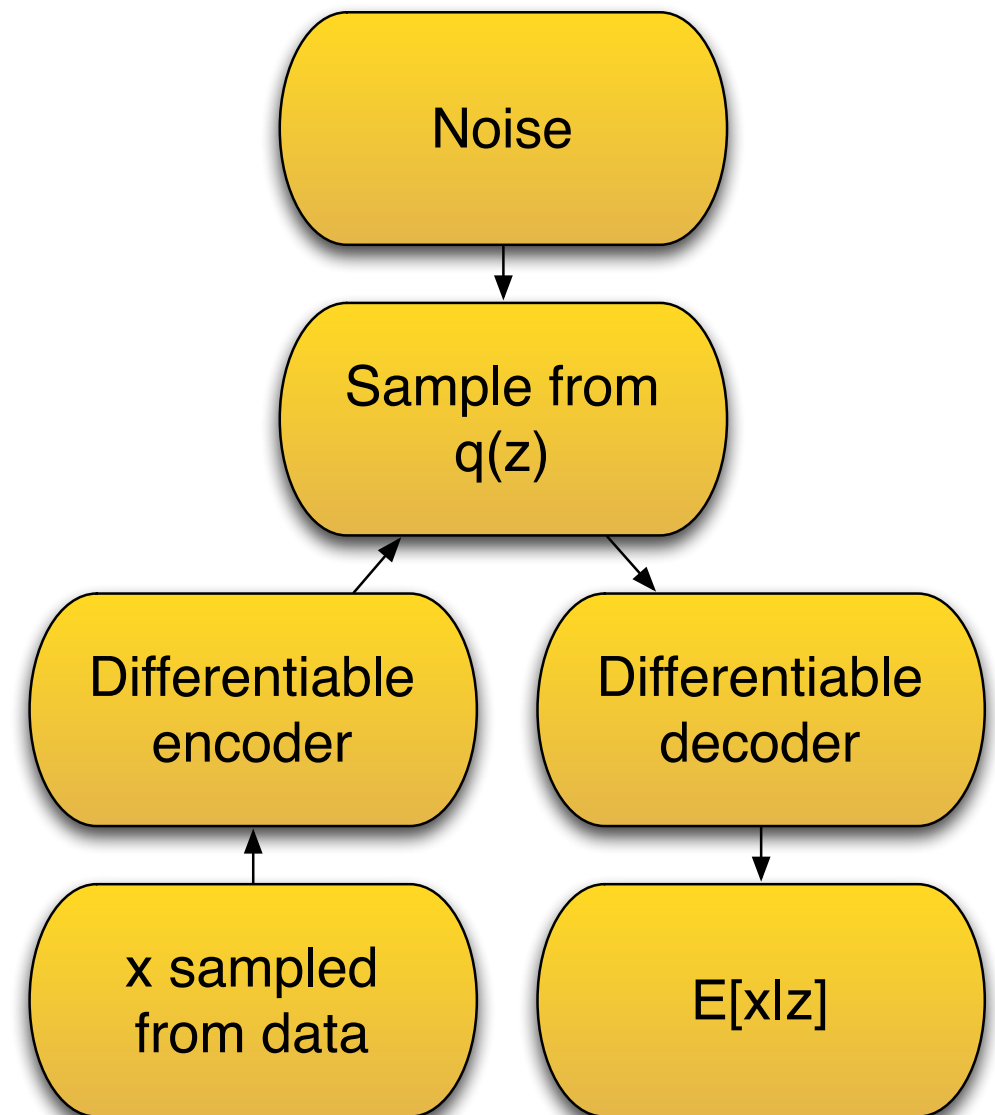 Noise
Sample from
q(z)
Differentiable
encoder
Differentiable
decoder
x sampled
from data
E[x|z]